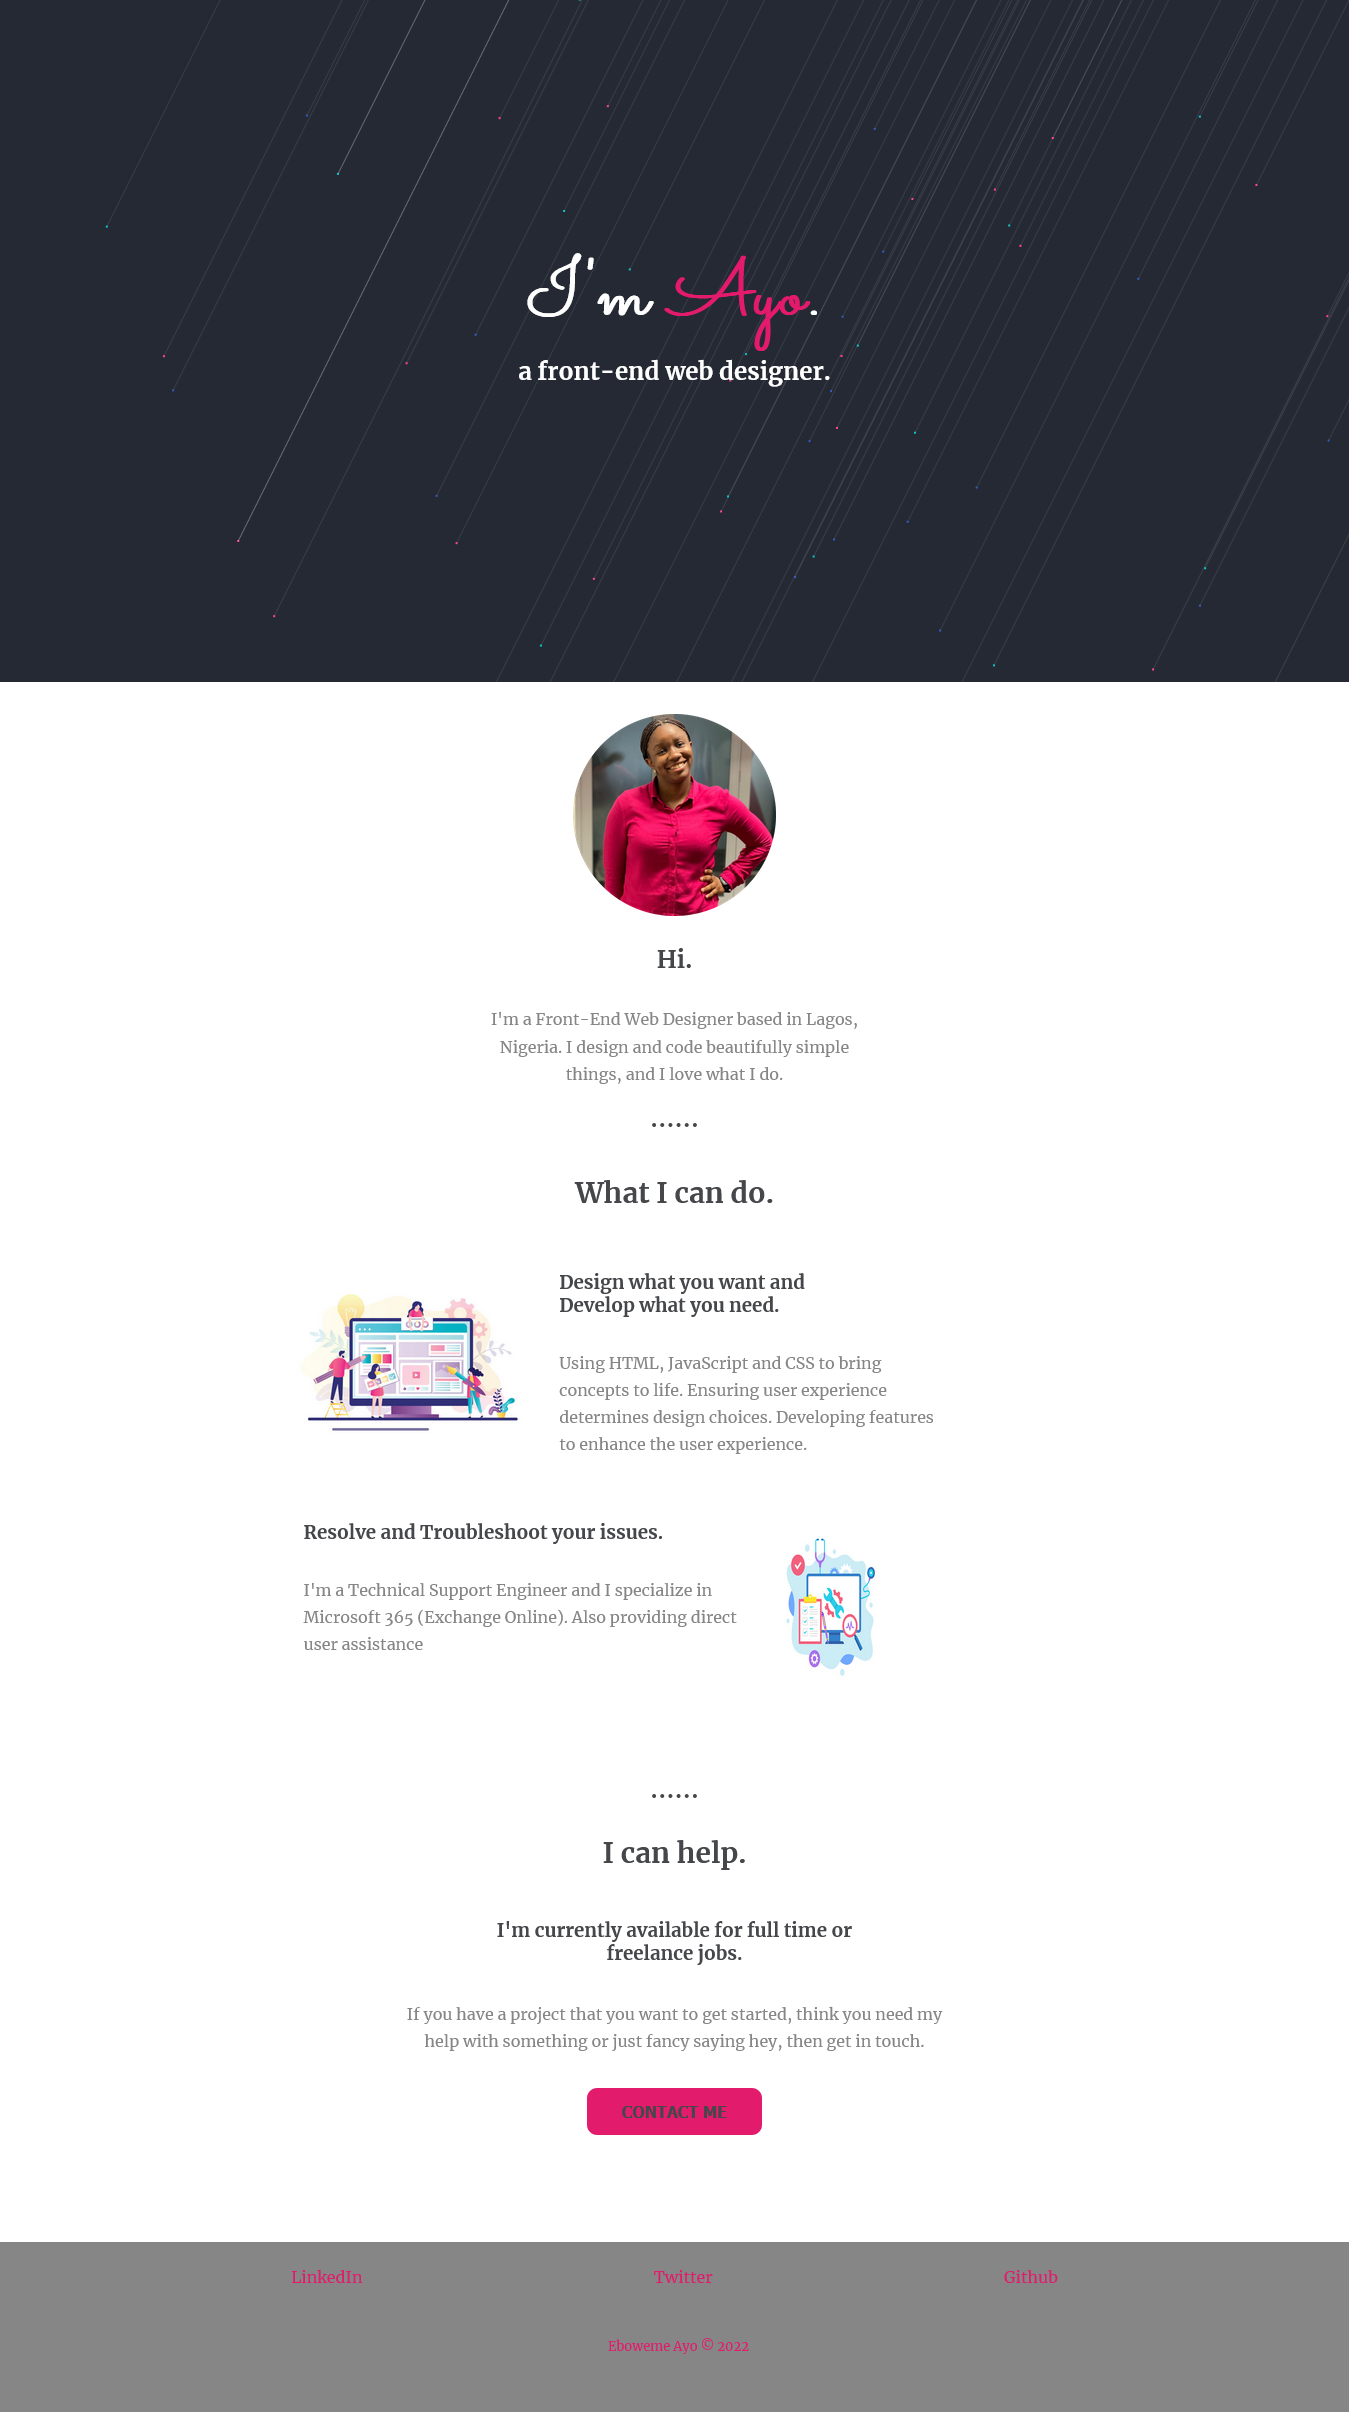 I'm Ayo.
a front-end web designer.
Hi.
I'm a Front-End Web Designer based in Lagos,
Nigeria. I design and code beautifully simple
things, and I love what I do.
......
What I can do.
Design what you want and
Develop what you need.
Using HTML, JavaScript and CSS to bring
concepts to life. Ensuring user experience
determines design choices. Developing features
to enhance the user experience.
Resolve and Troubleshoot your issues.
I'm a Technical Support Engineer and I specialize in
Microsoft 365 (Exchange Online). Also providing direct
user assistance
......
I can help.
I'm currently available for full time or
freelance jobs.
If you have a project that you want to get started, think you need my
help with something or just fancy saying hey, then get in touch.
CONTACT ME
LinkedIn
Twitter
Github
Eboweme Ayo © 2022